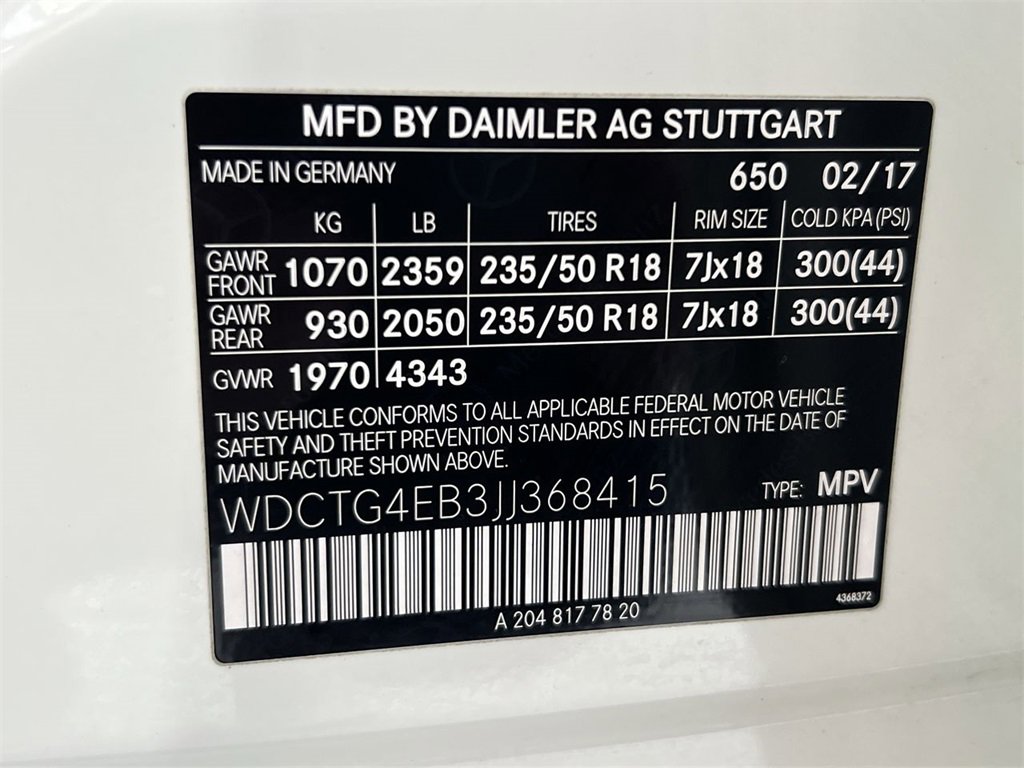 MFD BY DAIMLER AG STUTTGART
MADE IN GERMANY 650 02/17
KG LB TIRES RIM SIZE COLD KPA (PSI)
GAWR FRONT 1070 2359 235/50 R18 7Jx18 300(44)
GAWR REAR 930 2050 235/50 R18 7Jx18 300(44)
GVWR 1970 4343
THIS VEHICLE CONFORMS TO ALL APPLICABLE FEDERAL MOTOR VEHICLE
SAFETY AND THEFT PREVENTION STANDARDS IN EFFECT ON THE DATE OF
MANUFACTURE SHOWN ABOVE.
WDCTG4EB3JJ368415 TYPE: MPV
A 204 817 78 20 4368372